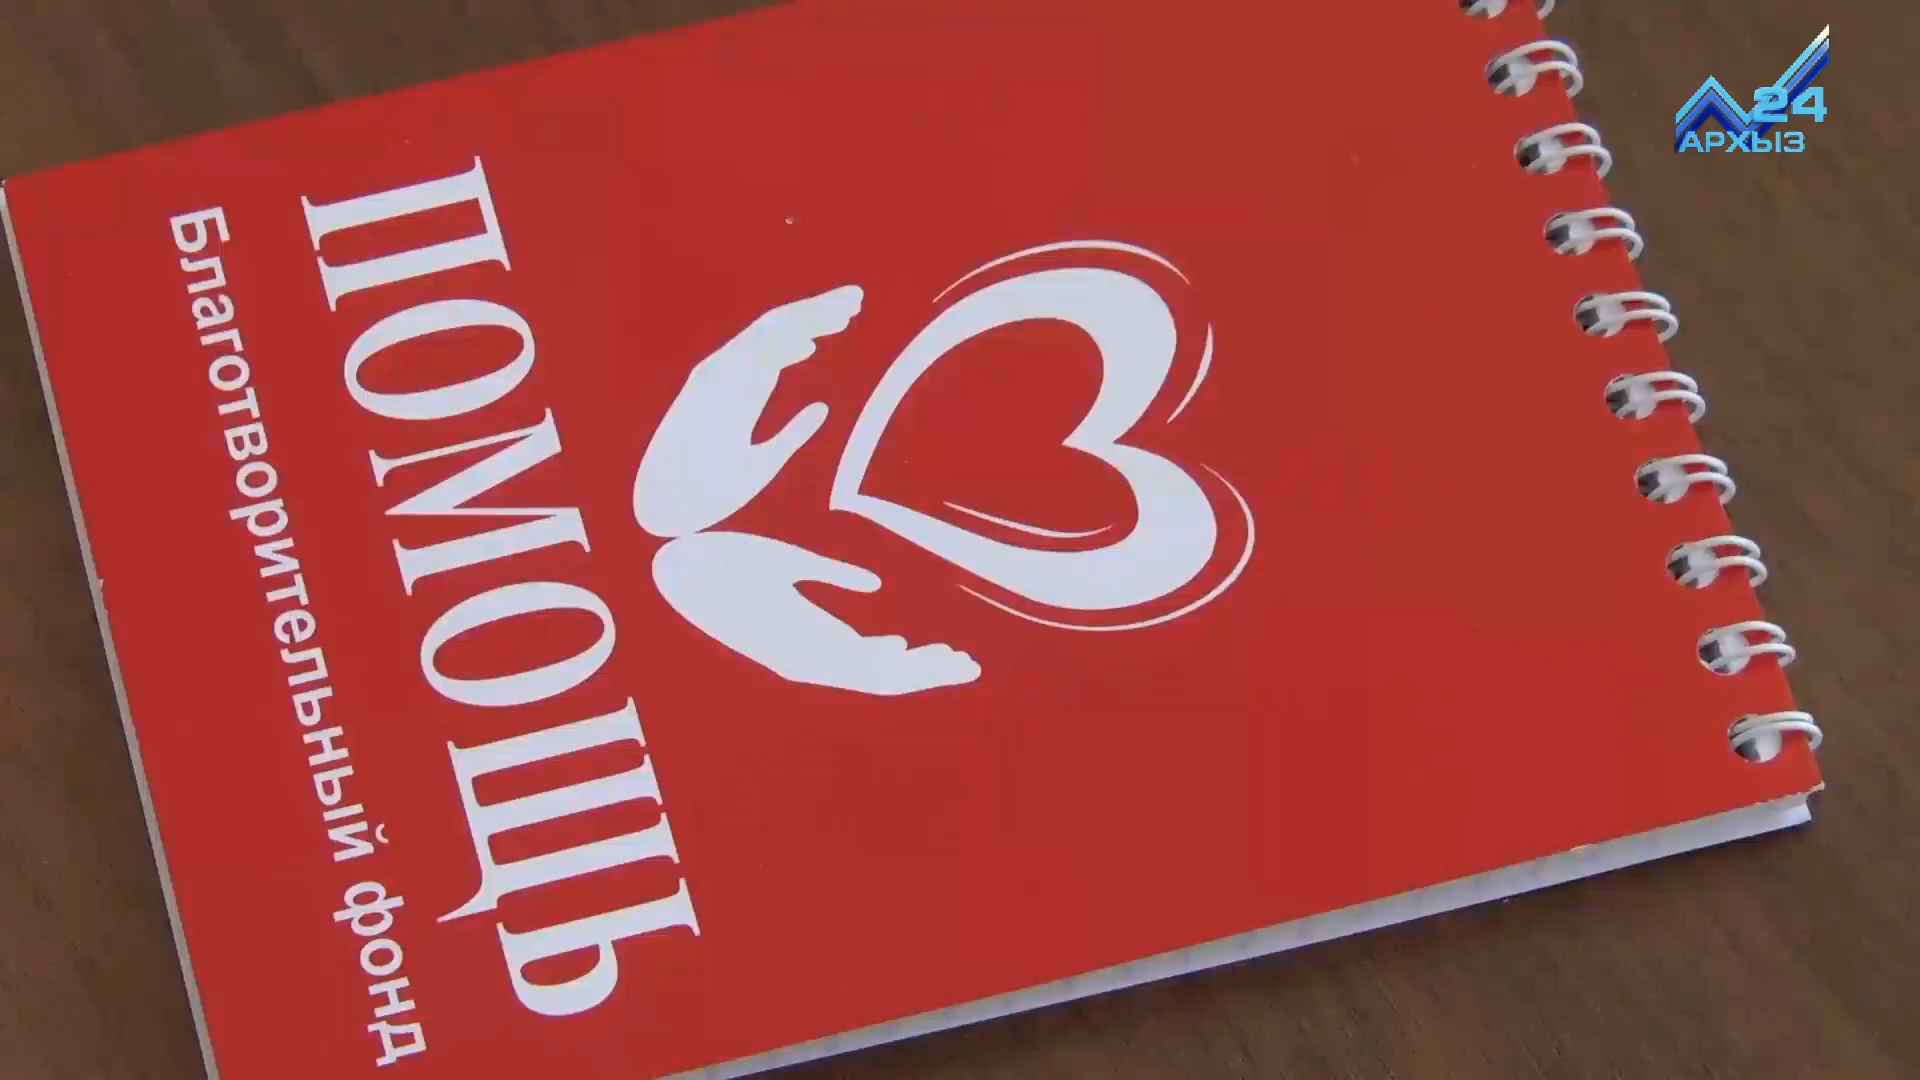 ПОМОЩЬ
Благотворительный фонд
24
АРХЫЗ